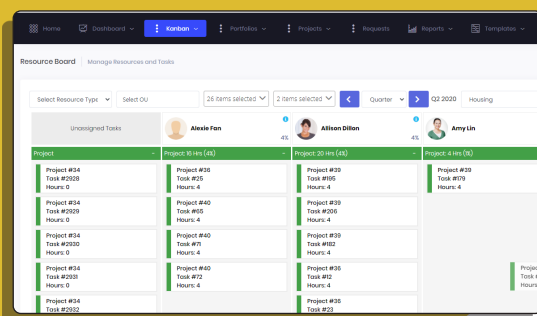 Home Dashboard Kanban Portfolios Projects Requests Reports Templates
Resource Board Manage Resources and Tasks
Select Resource Type Select OU 26 items selected 2 items selected Quarter Q2 2020 Housing
Unassigned Tasks Alexie Fan 4% Allison Dillon 4% Amy Lin
Project - Project: 16 Hrs (4%) - Project: 20 Hrs (4%) - Project: 4 Hrs (1%)
Project #34 Project #36 Project #39 Project #39
Task #2928 Task #25 Task #195 Task #179
Hours: 0 Hours: 4 Hours: 4 Hours: 4
Project #34 Project #40 Project #39
Task #2929 Task #65 Task #206
Hours: 0 Hours: 4 Hours: 4
Project #34 Project #40 Project #39
Task #2930 Task #71 Task #182
Hours: 0 Hours: 4 Hours: 4
Project #34 Project #40 Project #36
Task #2931 Task #72 Task #12
Hours: 0 Hours: 4 Hours: 4
Project #34 Project #36
Task #2932 Task #23